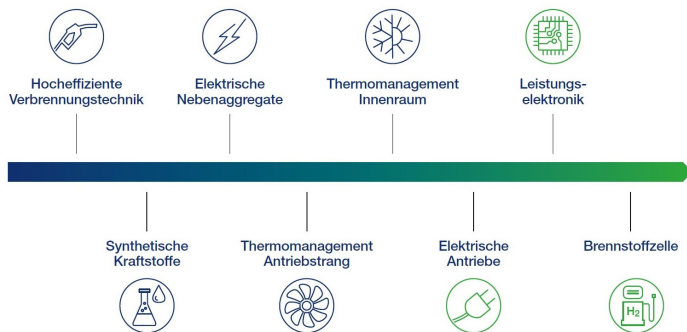 Hocheffiziente
Verbrennungstechnik
Elektrische
Nebenaggregate
Thermomanagement
Innenraum
Leistungs-
elektronik
Synthetische
Kraftstoffe
Thermomanagement
Antriebstrang
Elektrische
Antriebe
Brennstoffzelle
H2